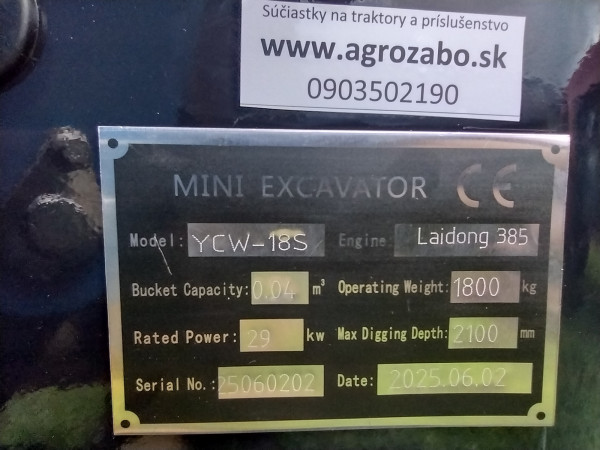 Súčiastky na traktory a príslušenstvo
www.agrozabo.sk
0903502190
MINI EXCAVATOR CE
Model: YCW-18S Engine: Laidong 385
Bucket Capacity: 0.04 m³ Operating Weight: 1800 kg
Rated Power: 29 kw Max Digging Depth: 2100 mm
Serial No.: 25060202 Date: 2025.06.02